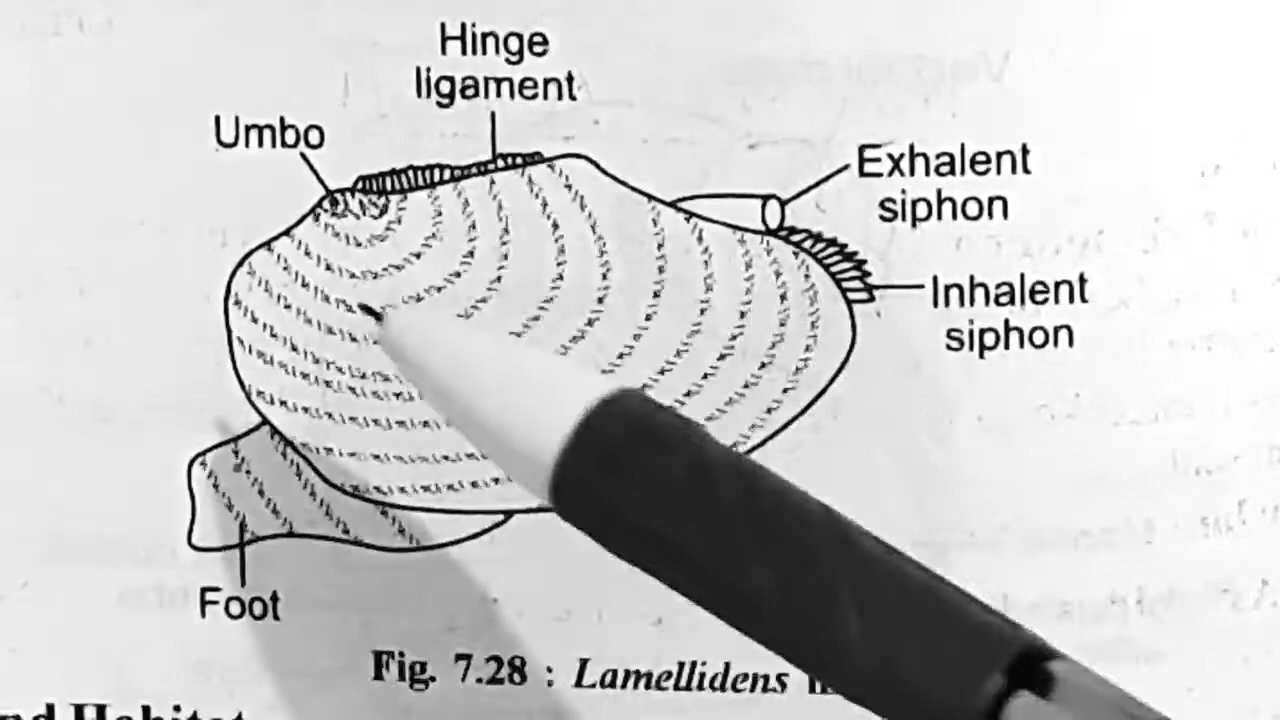 Hinge
ligament
Umbo
Exhalent
siphon
Inhalent
siphon
Foot
Fig. 7.28 : Lamellidens